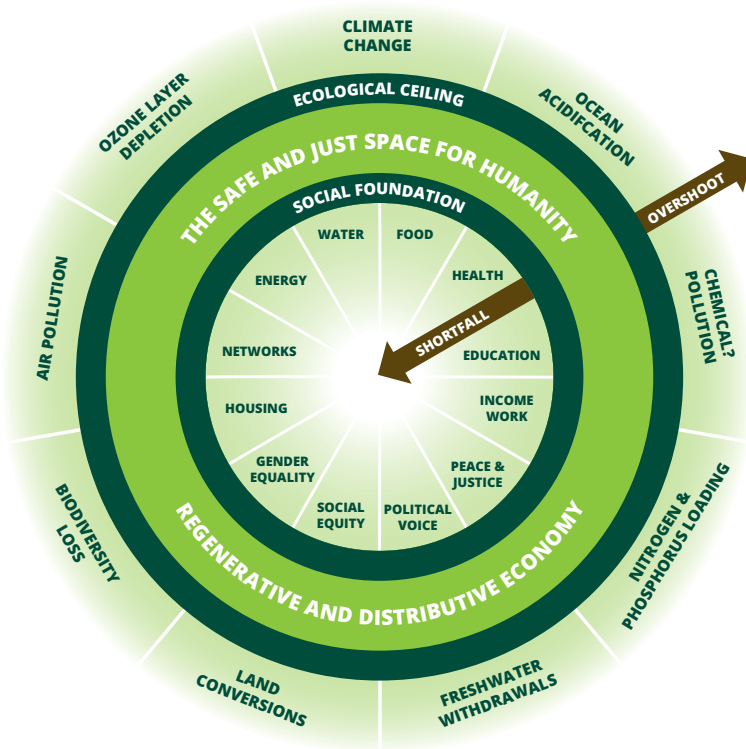 CLIMATE
CHANGE
OZONE LAYER
DEPLETION
OCEAN
ACIDIFCATION
ECOLOGICAL CEILING
THE SAFE AND JUST SPACE FOR HUMANITY
OVERSHOOT
SOCIAL FOUNDATION
WATER
FOOD
ENERGY
HEALTH
AIR POLLUTION
CHEMICAL?
POLLUTION
SHORTFALL
NETWORKS
EDUCATION
HOUSING
INCOME
WORK
GENDER
EQUALITY
PEACE &
JUSTICE
SOCIAL
EQUITY
POLITICAL
VOICE
BIODIVERSITY
LOSS
NITROGEN &
PHOSPHORUS LOADING
REGENERATIVE AND DISTRIBUTIVE ECONOMY
LAND
CONVERSIONS
FRESHWATER
WITHDRAWALS